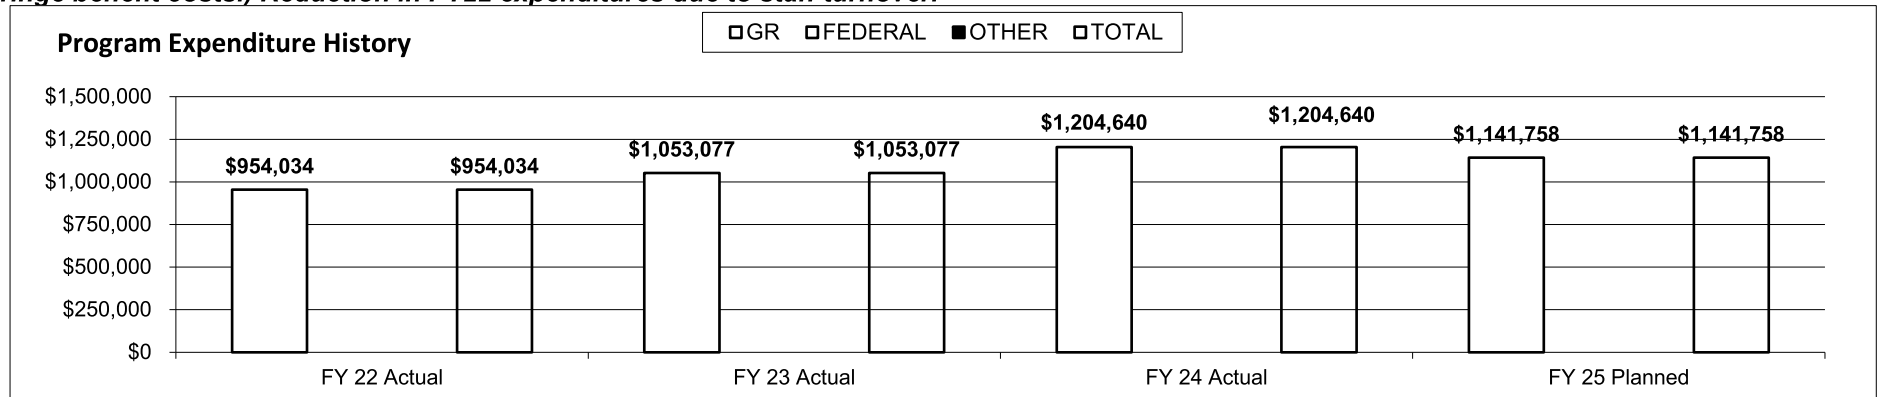 Program Expenditure History
GR FEDERAL OTHER TOTAL
$1,500,000
$1,250,000
$1,000,000
$750,000
$500,000
$250,000
$0
$954,034 $954,034 $1,053,077 $1,053,077 $1,204,640 $1,204,640 $1,141,758 $1,141,758
FY 22 Actual FY 23 Actual FY 24 Actual FY 25 Planned